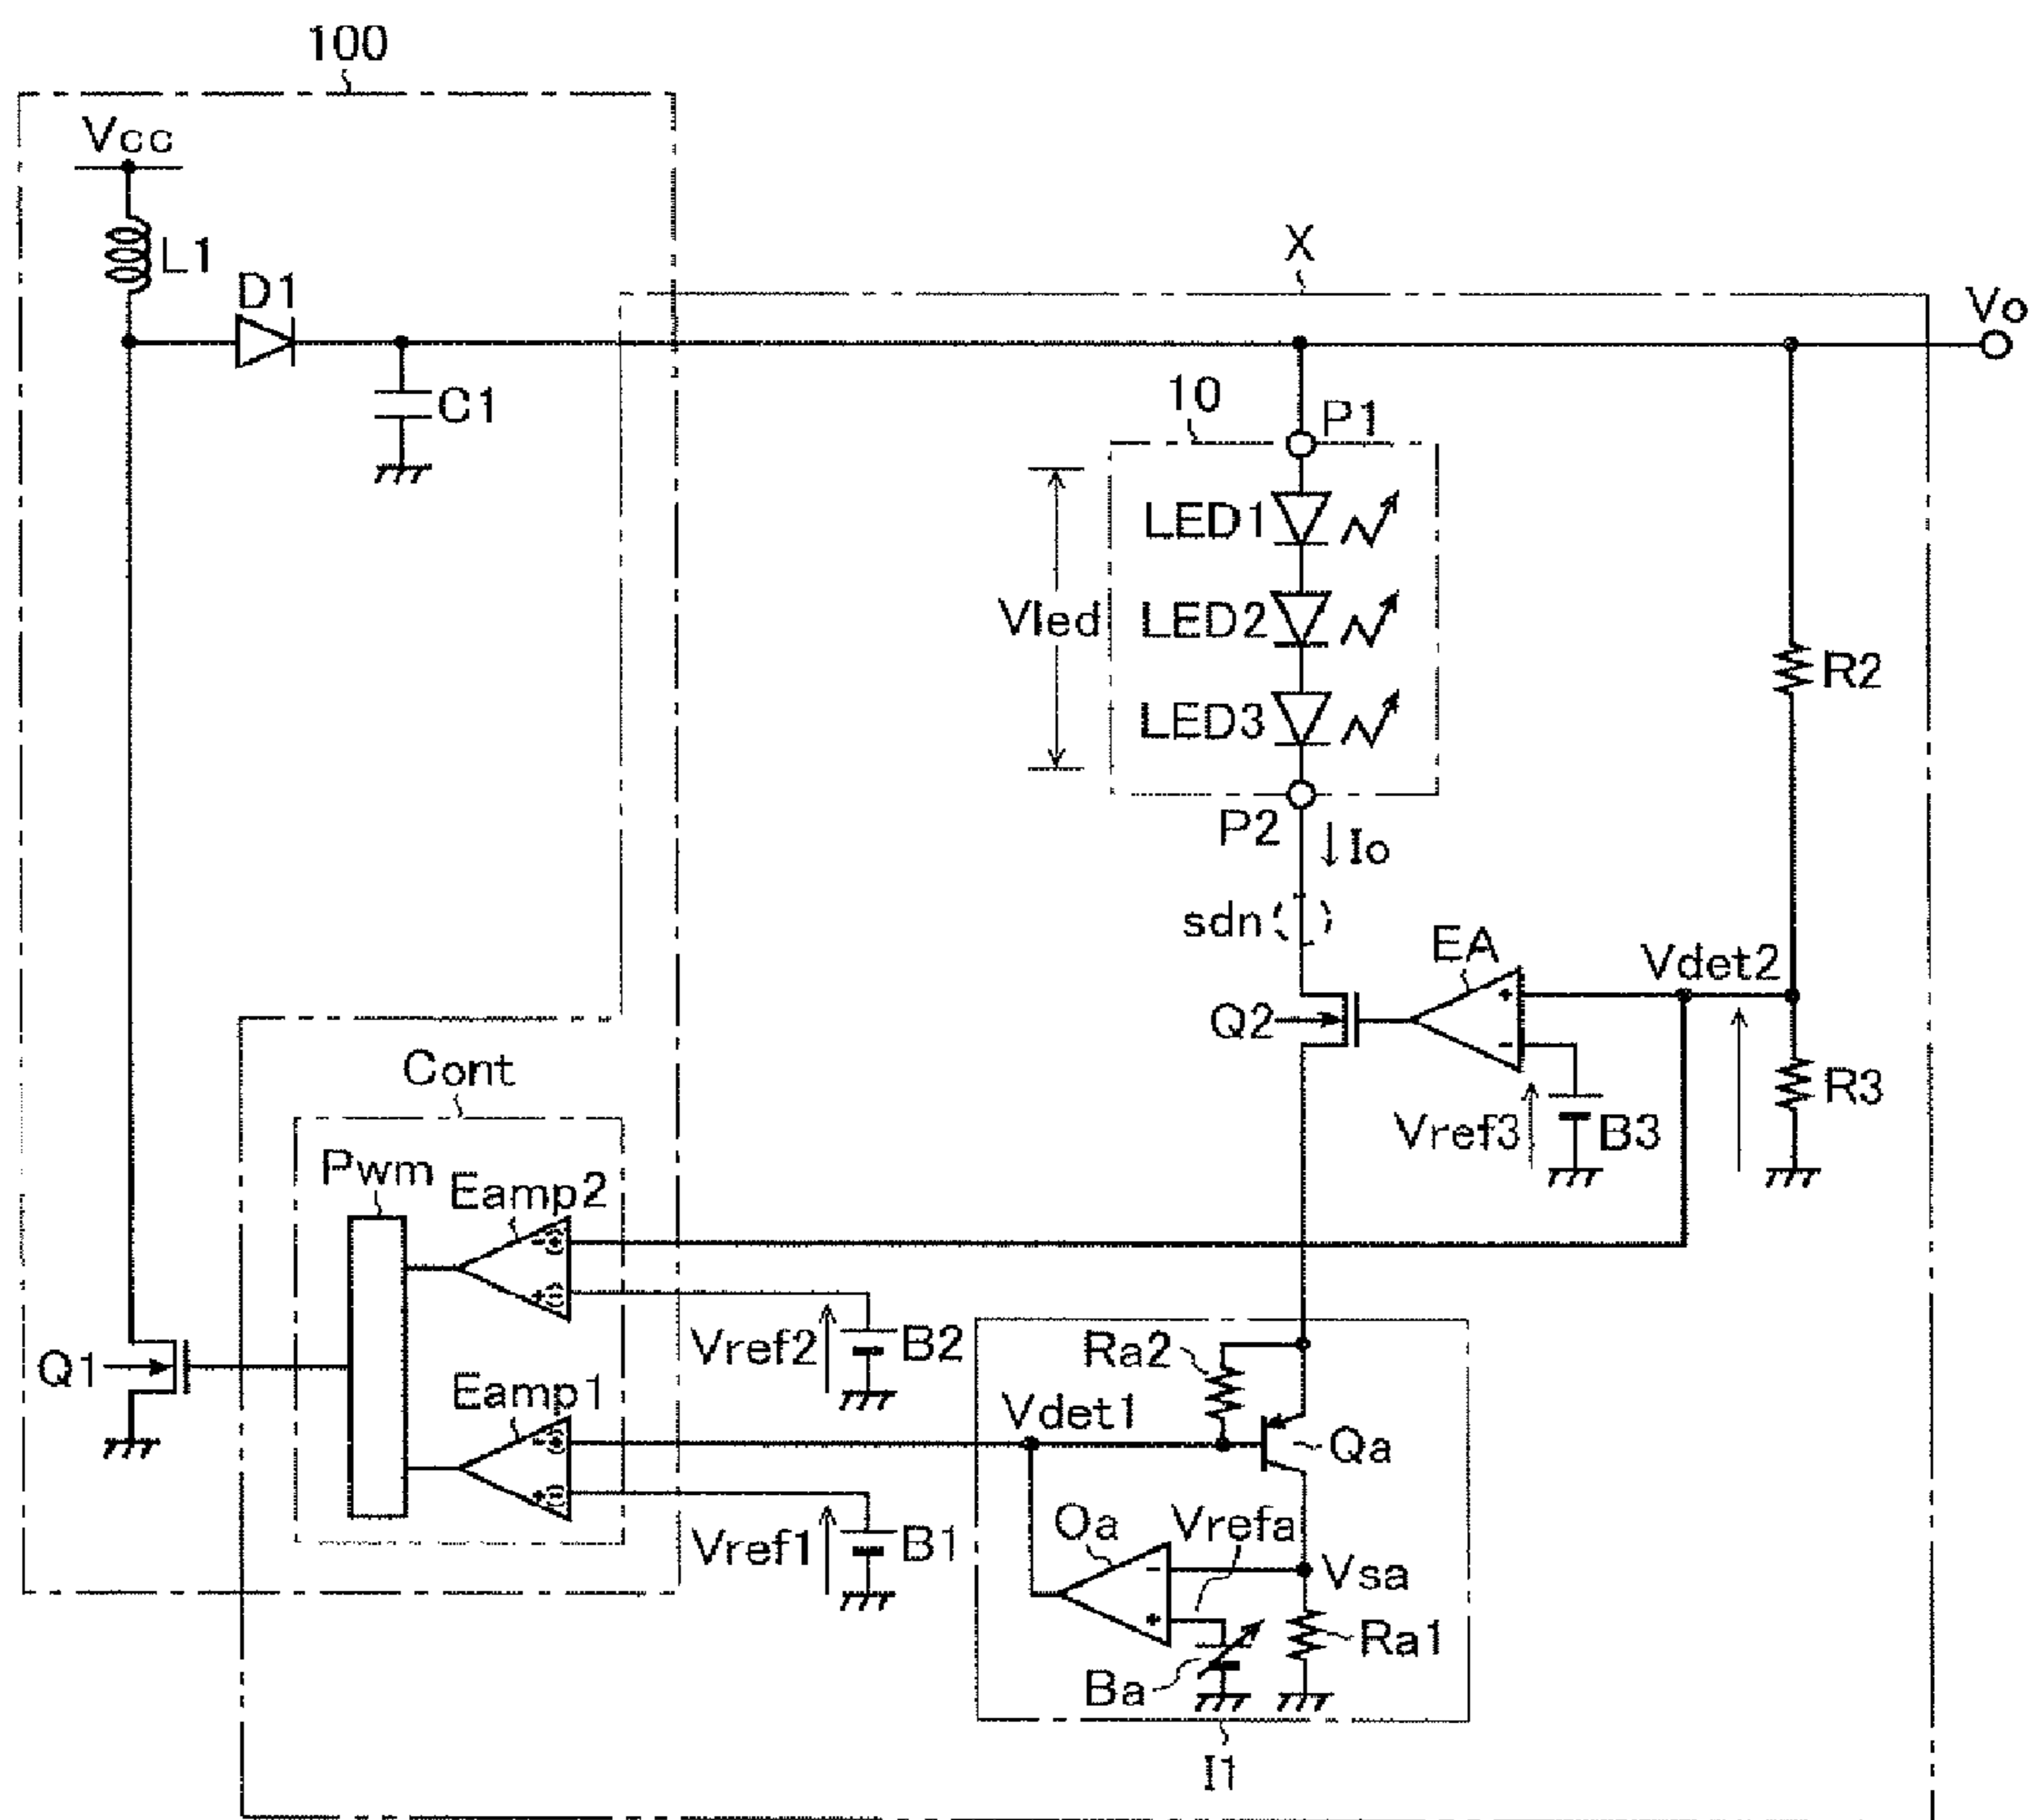 100
Vcc
L1
D1
C1
X
Vo
10
P1
LED1
Vled
LED2
LED3
R2
P2
Io
sdn
EA
Vdet2
+
-
Q2
Vref3
B3
R3
Cont
Pwm
Eamp2
-(+)
+(-)
Vref2
B2
Q1
Eamp1
-(+)
+(-)
Vref1
B1
Ra2
Vdet1
Qa
Oa
Vrefa
-
+
Vsa
Ra1
Ba
I1